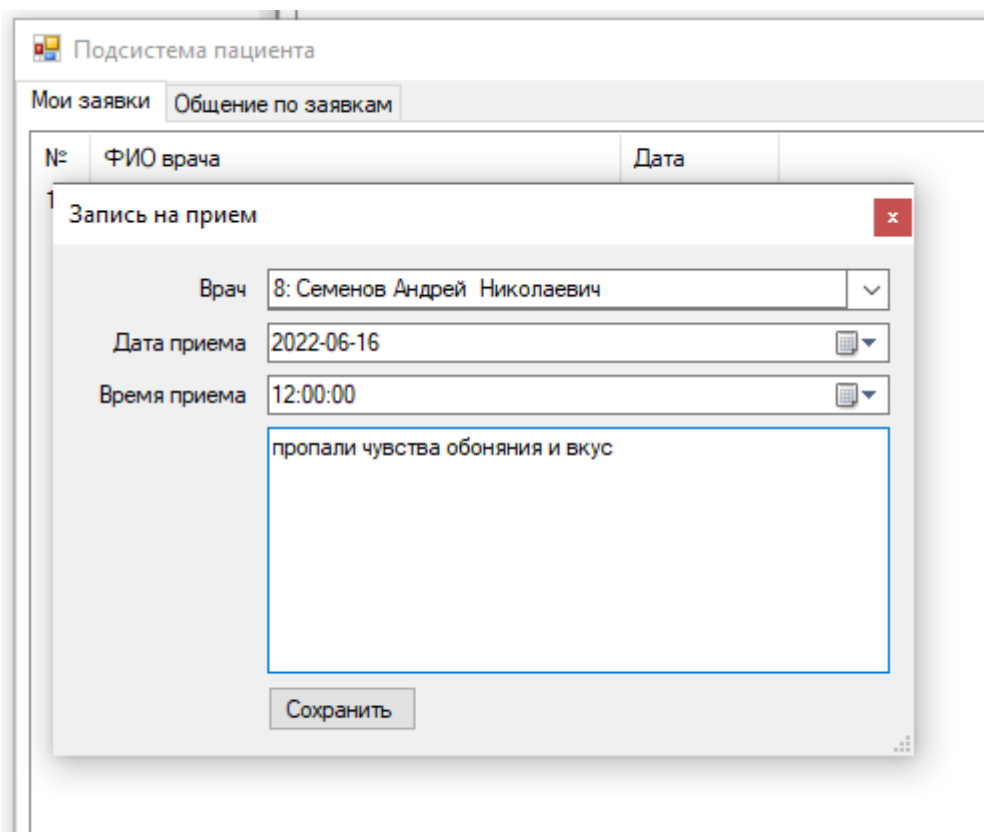 Подсистема пациента
Мои заявки Общение по заявкам
№ ФИО врача Дата
1
Запись на прием x
Врач 8: Семенов Андрей  Николаевич
Дата приема 2022-06-16
Время приема 12:00:00
пропали чувства обоняния и вкус
Сохранить